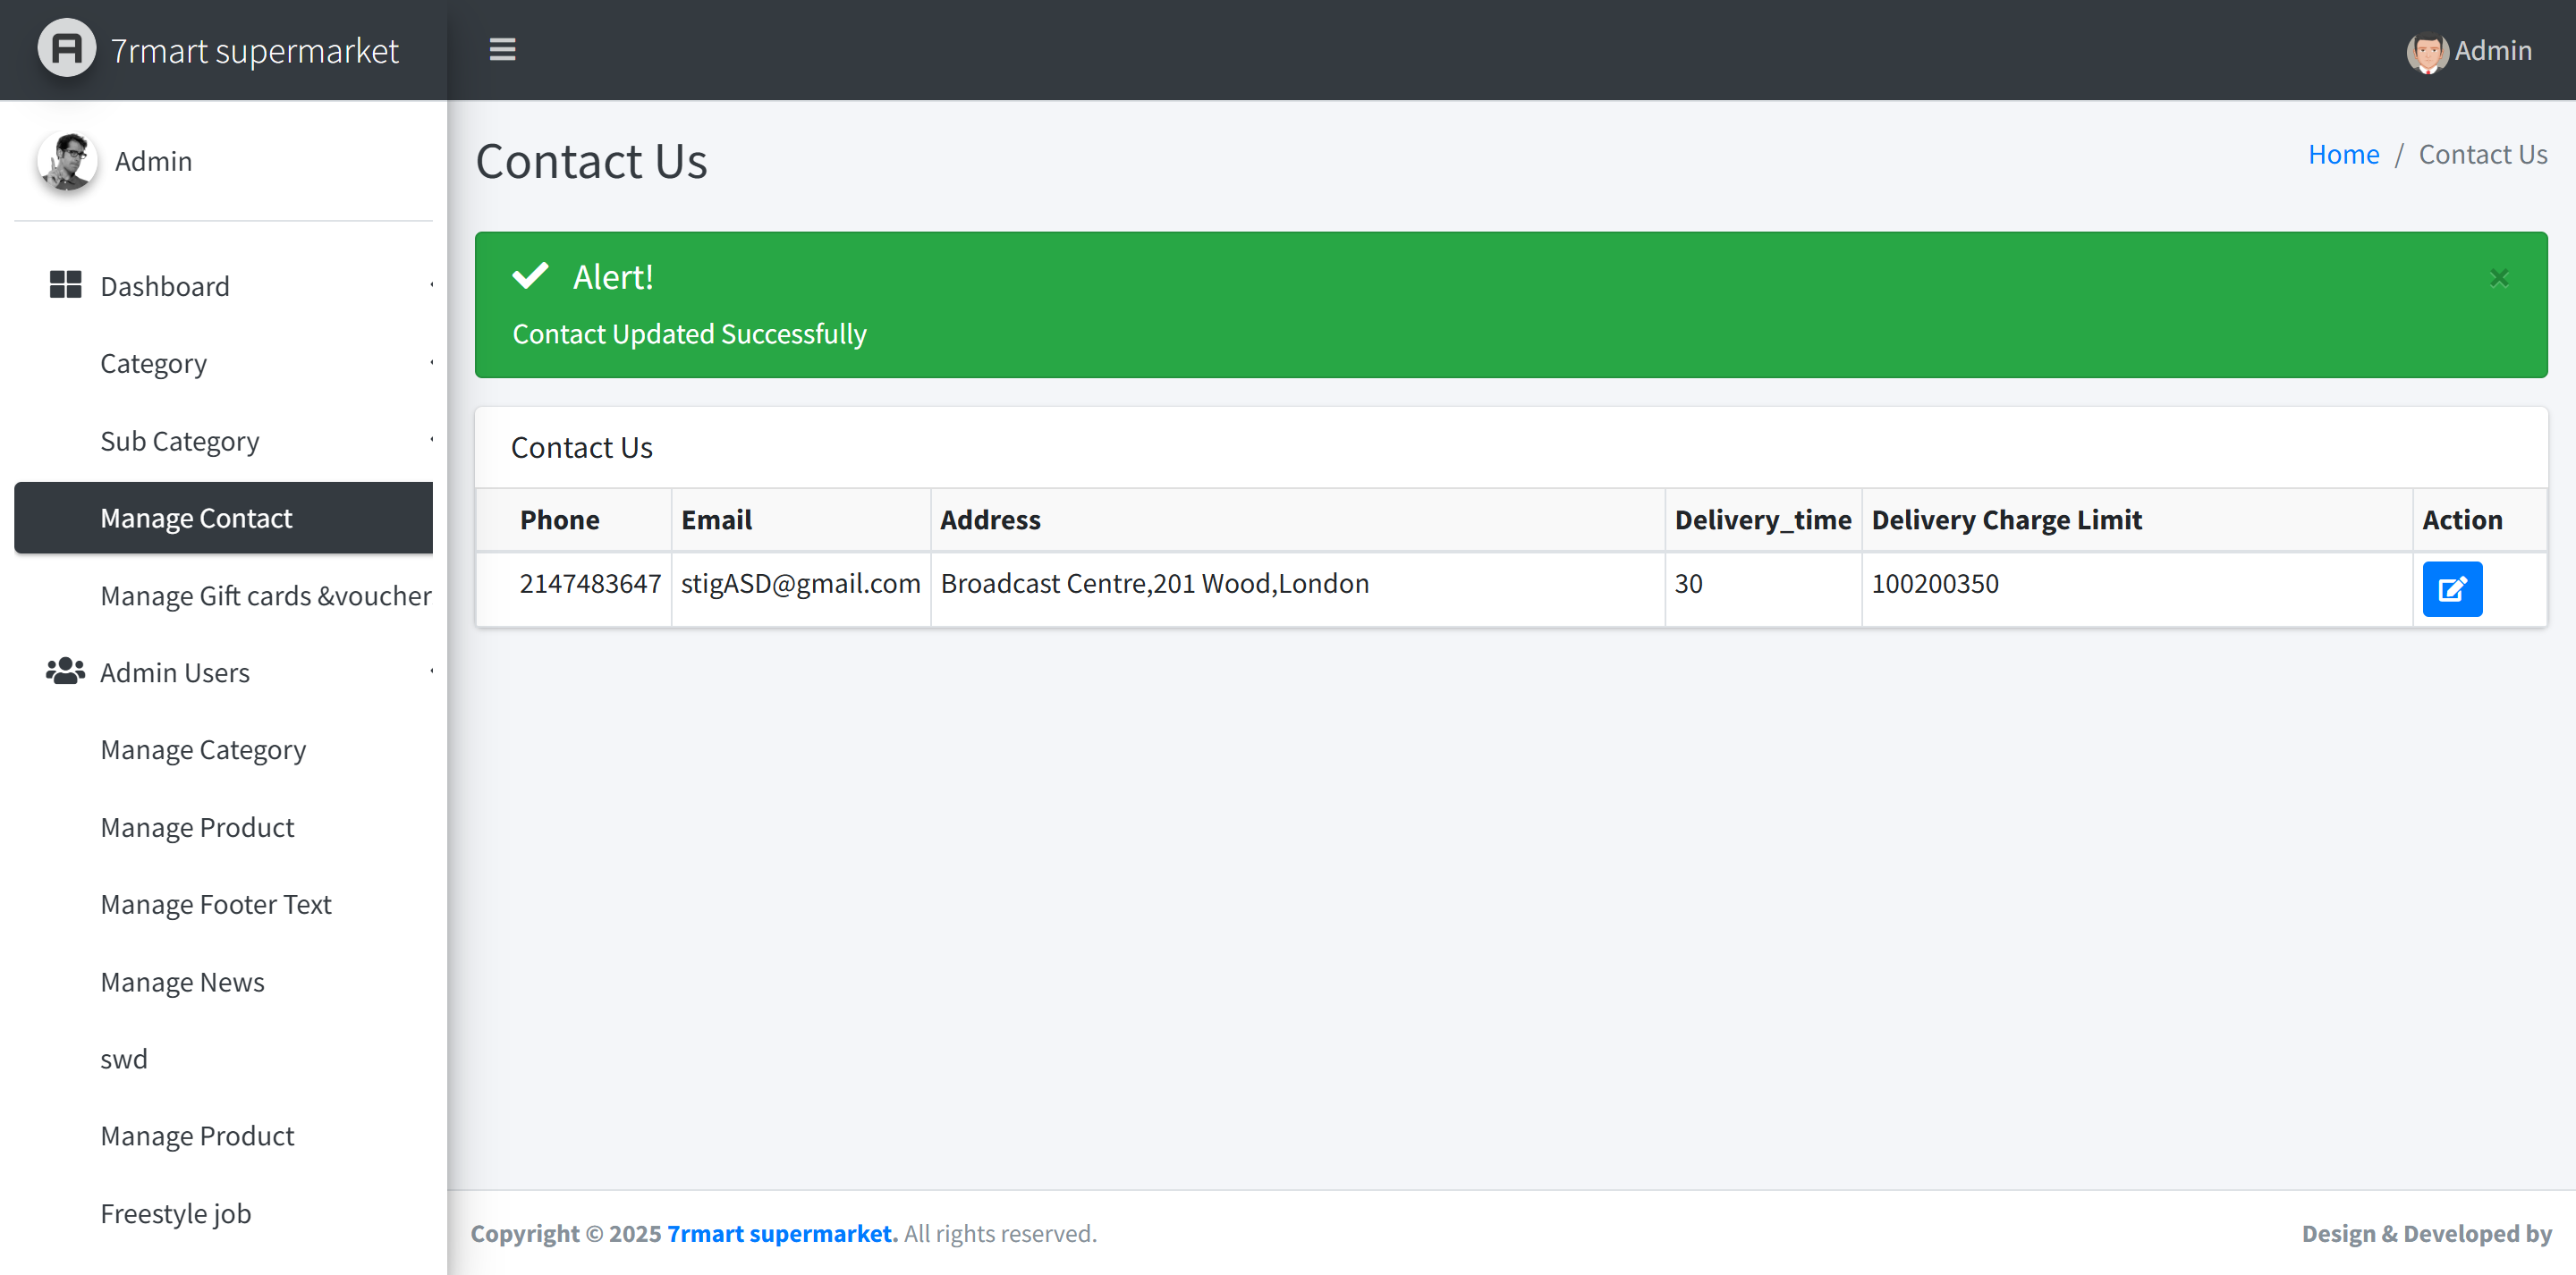 7rmart supermarket
Admin
Admin
Dashboard
Category
Sub Category
Manage Contact
Manage Gift cards &voucher
Admin Users
Manage Category
Manage Product
Manage Footer Text
Manage News
swd
Manage Product
Freestyle job
Contact Us
Home / Contact Us
Alert!
×
Contact Updated Successfully
Contact Us
Phone Email Address Delivery_time Delivery Charge Limit Action
2147483647 stigASD@gmail.com Broadcast Centre,201 Wood,London 30 100200350
Copyright © 2025 7rmart supermarket. All rights reserved.
Design & Developed by